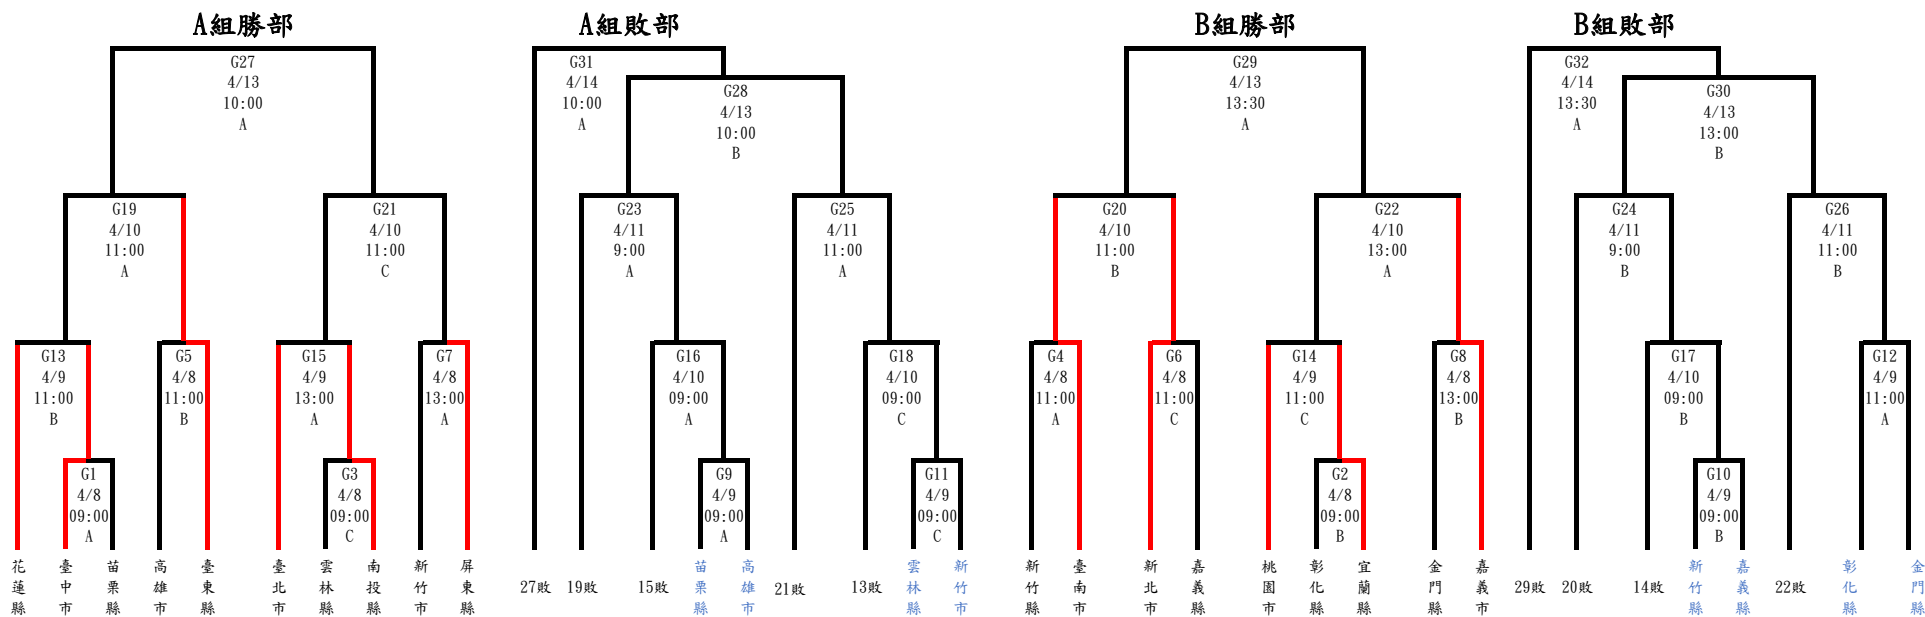 A組勝部
A組敗部
B組勝部
B組敗部
G27
4/13
10:00
A
G31
4/14
10:00
A
G28
4/13
10:00
B
G29
4/13
13:30
A
G32
4/14
13:30
A
G30
4/13
13:00
B
G19
4/10
11:00
A
G21
4/10
11:00
C
G23
4/11
9:00
A
G25
4/11
11:00
A
G20
4/10
11:00
B
G22
4/10
13:00
A
G24
4/11
9:00
B
G26
4/11
11:00
B
G13
4/9
11:00
B
G5
4/8
11:00
B
G15
4/9
13:00
A
G7
4/8
13:00
A
G16
4/10
09:00
A
G18
4/10
09:00
C
G4
4/8
11:00
A
G6
4/8
11:00
C
G14
4/9
11:00
C
G8
4/8
13:00
B
G17
4/10
09:00
B
G12
4/9
11:00
A
G1
4/8
09:00
A
G3
4/8
09:00
C
G9
4/9
09:00
A
G11
4/9
09:00
C
G2
4/8
09:00
B
G10
4/9
09:00
B
花蓮縣
臺中市
苗栗縣
高雄市
臺東縣
臺北市
雲林縣
南投縣
新竹市
屏東縣
27敗
19敗
15敗
苗栗縣
高雄市
21敗
13敗
雲林縣
新竹市
新竹縣
臺南市
新北市
嘉義縣
桃園市
彰化縣
宜蘭縣
金門縣
嘉義市
29敗
20敗
14敗
新竹縣
嘉義縣
22敗
彰化縣
金門縣